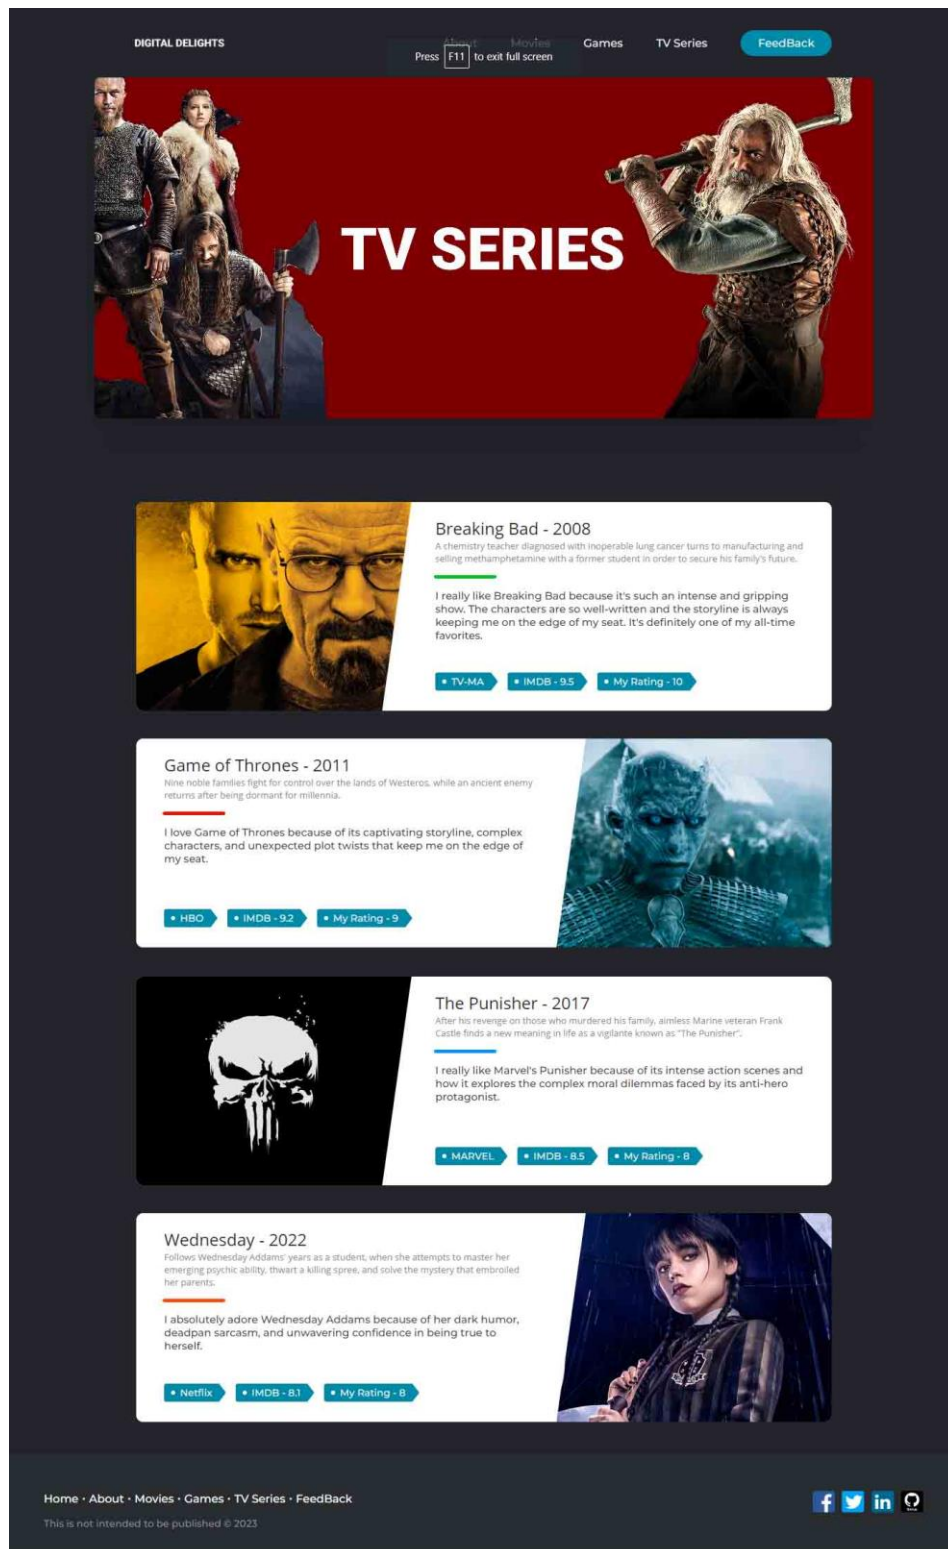 DIGITAL DELIGHTS
About Movies Games TV Series FeedBack
Press F11 to exit full screen
TV SERIES
Breaking Bad - 2008
A chemistry teacher diagnosed with inoperable lung cancer turns to manufacturing and
selling methamphetamine with a former student in order to secure his family's future.
I really like Breaking Bad because it's such an intense and gripping
show. The characters are so well-written and the storyline is always
keeping me on the edge of my seat. It's definitely one of my all-time
favorites.
• TV-MA • IMDB - 9.5 • My Rating - 10
Game of Thrones - 2011
Nine noble families fight for control over the lands of Westeros, while an ancient enemy
returns after being dormant for millennia.
I love Game of Thrones because of its captivating storyline, complex
characters, and unexpected plot twists that keep me on the edge of
my seat.
• HBO • IMDB - 9.2 • My Rating - 9
The Punisher - 2017
After his revenge on those who murdered his family, aimless Marine veteran Frank
Castle finds a new meaning in life as a vigilante known as "The Punisher".
I really like Marvel's Punisher because of its intense action scenes and
how it explores the complex moral dilemmas faced by its anti-hero
protagonist.
• MARVEL • IMDB - 8.5 • My Rating - 8
Wednesday - 2022
Follows Wednesday Addams' years as a student, when she attempts to master her
emerging psychic ability, thwart a killing spree, and solve the mystery that embroiled
her parents.
I absolutely adore Wednesday Addams because of her dark humor,
deadpan sarcasm, and unwavering confidence in being true to
herself.
• Netflix • IMDB - 8.1 • My Rating - 8
Home • About • Movies • Games • TV Series • FeedBack
This is not intended to be published © 2023